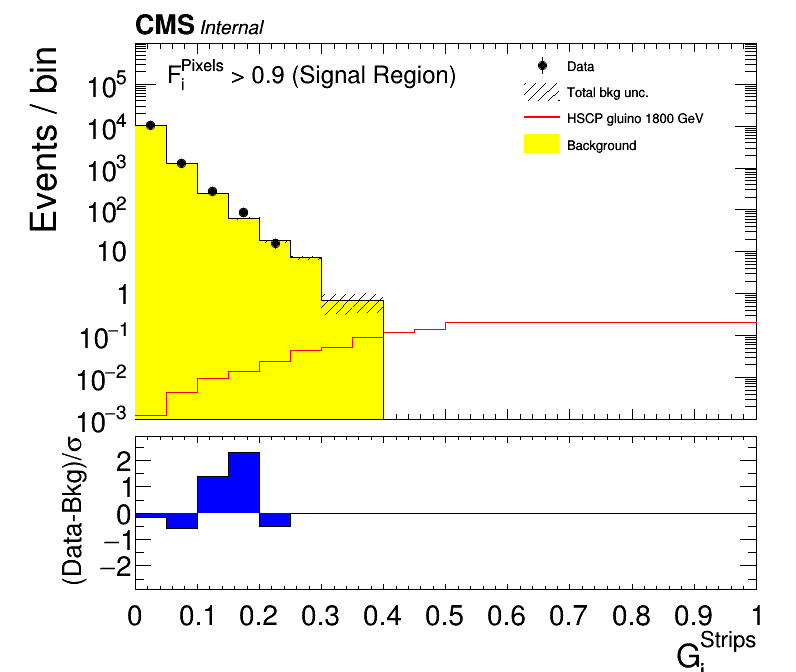 CMS Internal
F_i^Pixels > 0.9 (Signal Region)
Data
Total bkg unc.
HSCP gluino 1800 GeV
Background
Events / bin
10^5
10^4
10^3
10^2
10
1
10^−1
10^−2
10^−3
(Data-Bkg)/σ
2
1
0
−1
−2
0 0.1 0.2 0.3 0.4 0.5 0.6 0.7 0.8 0.9 1
G_i^Strips